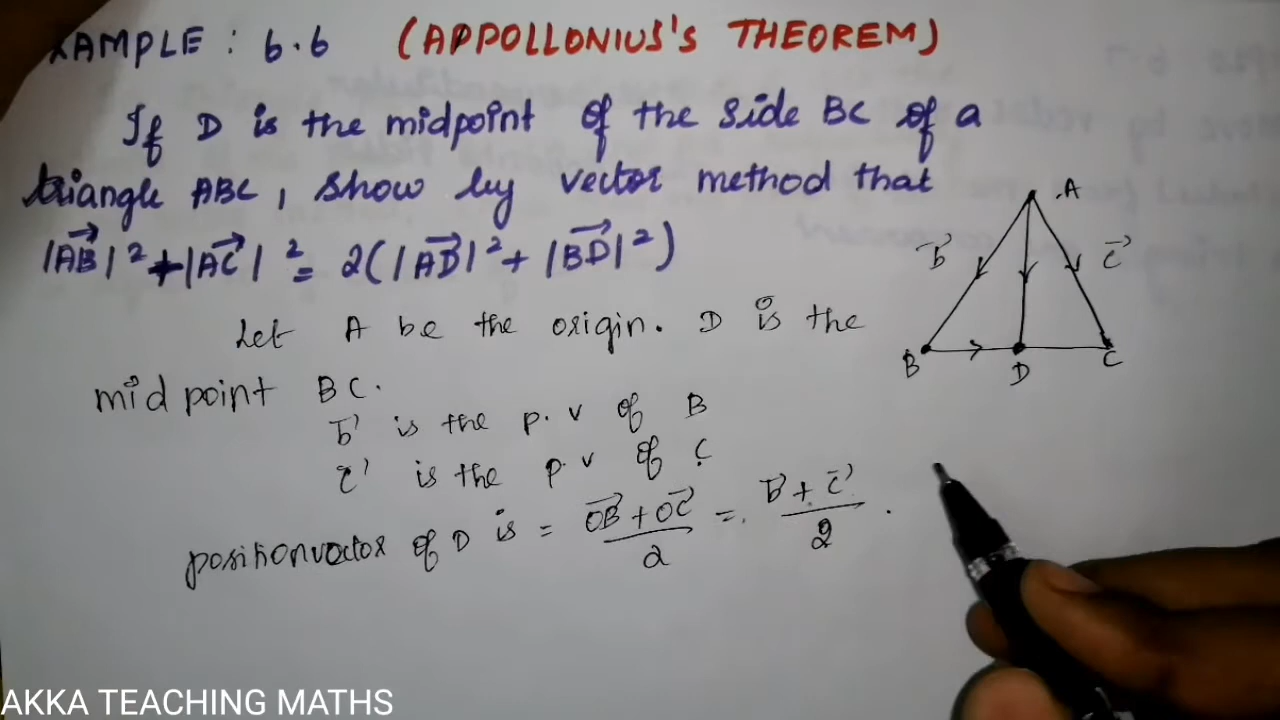 XAMPLE : 6.6 (APPOLLONIUS's THEOREM)
If D is the midpoint of the side BC of a
triangle ABC, show by vector method that
|AB⃗|² + |AC⃗|² = 2(|AD⃗|² + |BD⃗|²)
Let A be the origin. D is the
midpoint BC.
b⃗ is the p.v of B
c⃗ is the p.v of C
position vector of D is = (OB⃗ + OC⃗)/2 = (b⃗ + c⃗)/2.
A
b⃗ c⃗
B D C
AKKA TEACHING MATHS